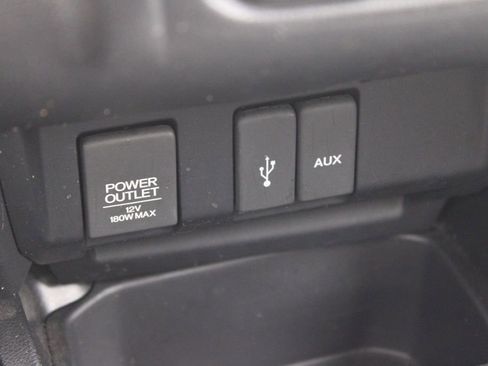 POWER
OUTLET
12V
180W MAX
AUX